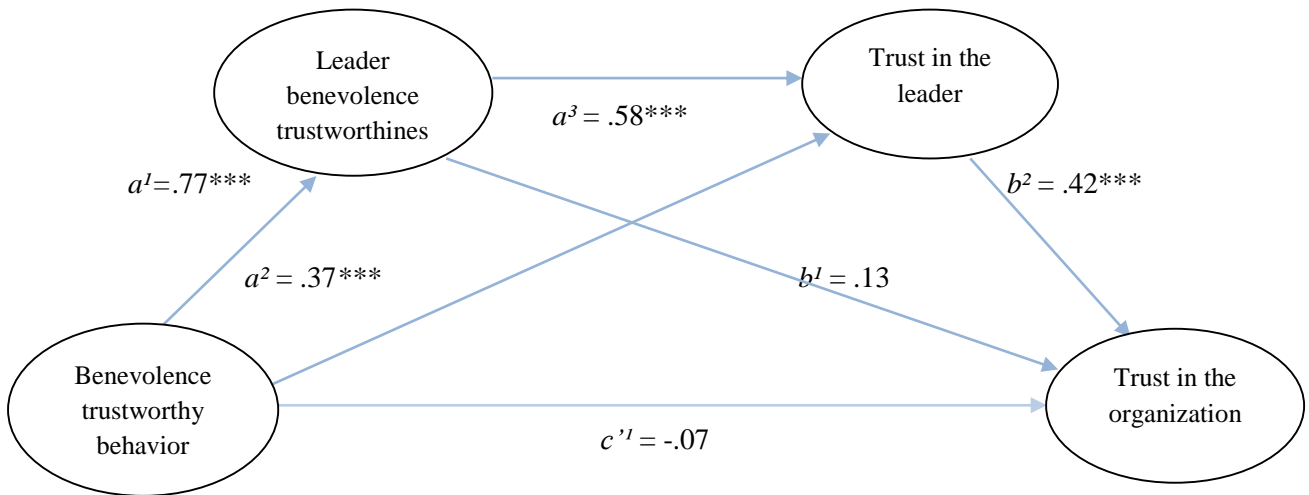 Leader
benevolence
trustworthines
Trust in the
leader
a³ = .58***
a¹=.77***
b² = .42***
a² = .37***
b¹ = .13
Benevolence
trustworthy
behavior
Trust in the
organization
c’¹ = -.07